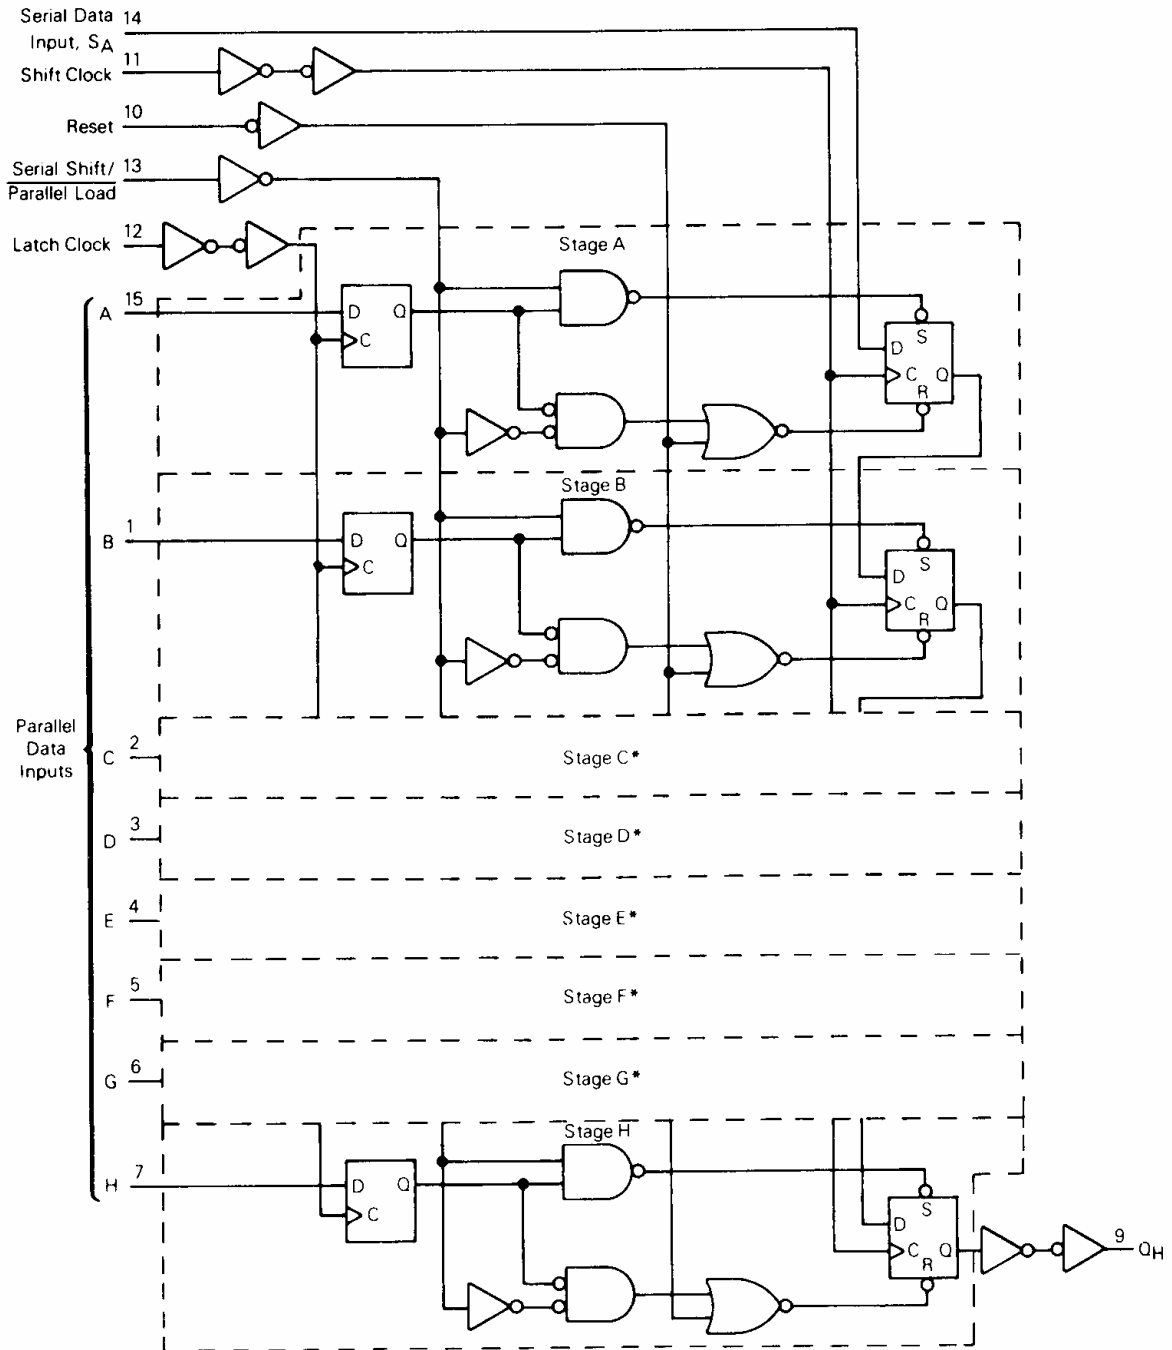 Serial Data 14
Input, SA
11
Shift Clock
10
Reset
Serial Shift/ 13
Parallel Load
12
Latch Clock
Stage A
A 15
D Q
C
S
D
C Q
R
Stage B
B 1
D Q
C
S
D
C Q
R
Parallel
Data
Inputs
C 2
Stage C*
D 3
Stage D*
E 4
Stage E*
F 5
Stage F*
G 6
Stage G*
Stage H
H 7
D Q
C
S
D
C Q
R
9 QH